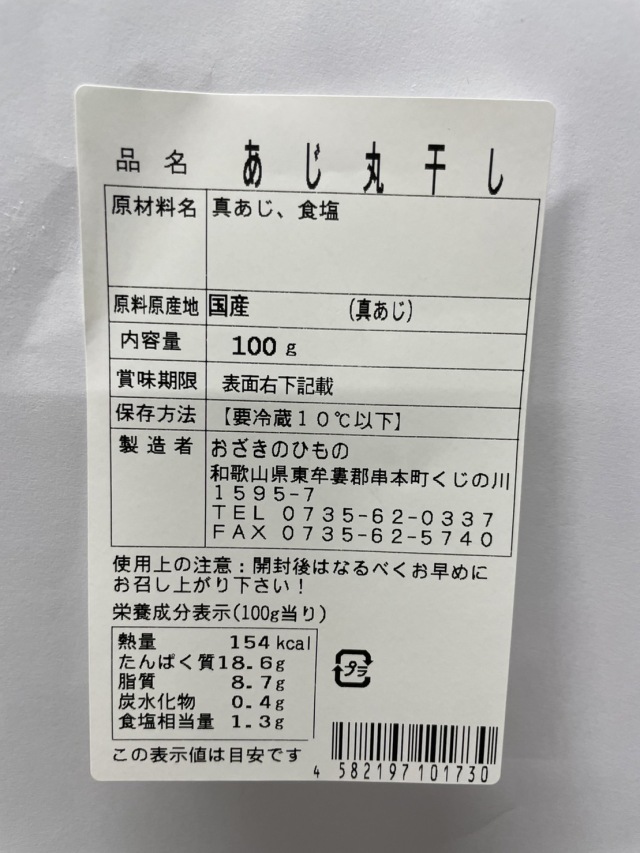 品名 あじ丸干し
原材料名 真あじ、食塩
原料原産地 国産 (真あじ)
内容量 100g
賞味期限 表面右下記載
保存方法 【要冷蔵10℃以下】
製造者 おざきのひもの
和歌山県東牟婁郡串本町くじの川
1595-7
TEL 0735-62-0337
FAX 0735-62-5740
使用上の注意：開封後はなるべくお早めに
お召し上がり下さい！
栄養成分表示(100g当り)
熱量 154kcal
たんぱく質18.6g
脂質 8.7g
炭水化物 0.4g
食塩相当量 1.3g
プラ
この表示値は目安です
4 582197 101730